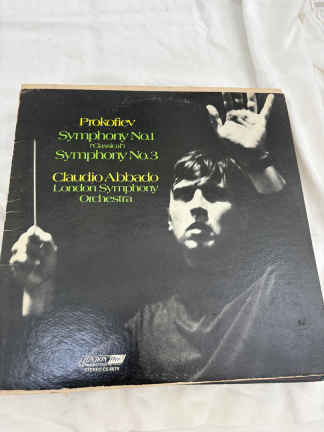 Prokofiev
Symphony No.1
("Classical")
Symphony No.3
Claudio Abbado
London Symphony
Orchestra
LONDON